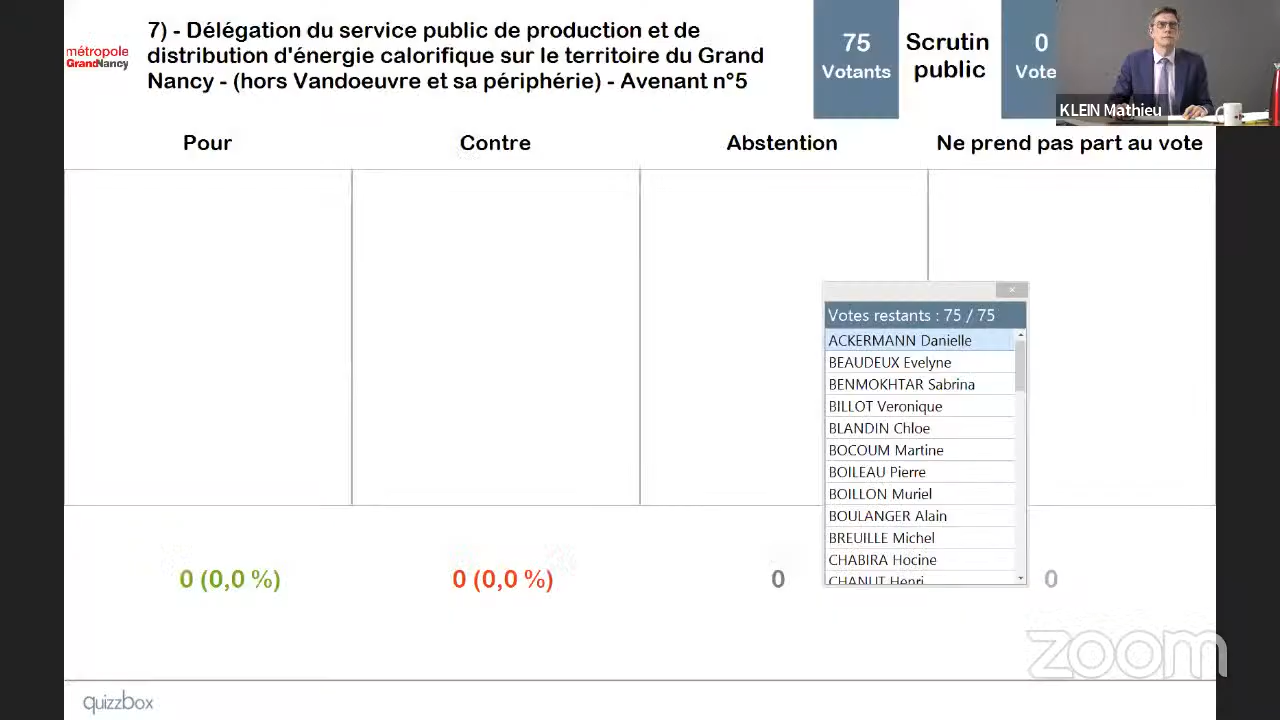 métropole
GrandNancy
7) - Délégation du service public de production et de
distribution d'énergie calorifique sur le territoire du Grand
Nancy - (hors Vandoeuvre et sa périphérie) - Avenant n°5
75
Votants
Scrutin
public
0
Vote
KLEIN Mathieu
Pour
Contre
Abstention
Ne prend pas part au vote
Votes restants : 75 / 75
ACKERMANN Danielle
BEAUDEUX Evelyne
BENMOKHTAR Sabrina
BILLOT Veronique
BLANDIN Chloe
BOCOUM Martine
BOILEAU Pierre
BOILLON Muriel
BOULANGER Alain
BREUILLE Michel
CHABIRA Hocine
CHANUT Henri
0 (0,0 %)
0 (0,0 %)
0
0
zoom
quizzbox